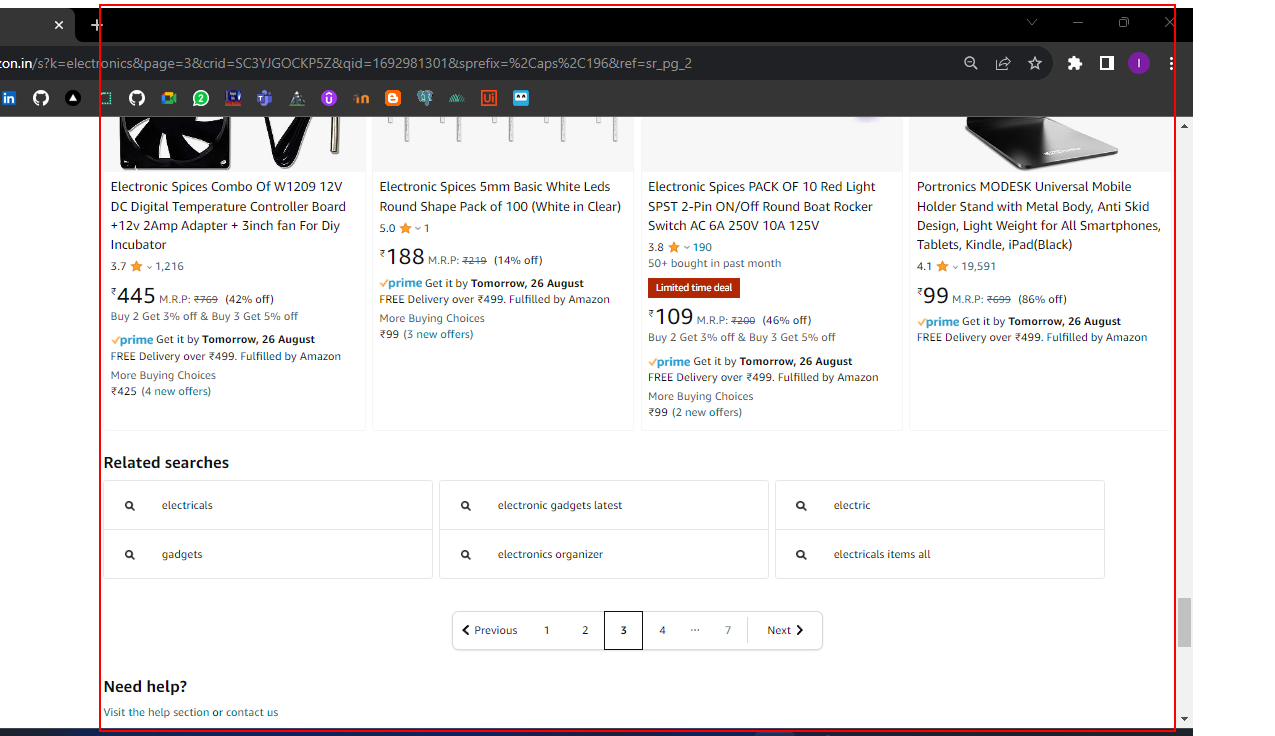 zon.in/s?k=electronics&page=3&crid=SC3YJGOCKP5Z&qid=1692981301&sprefix=%2Caps%2C196&ref=sr_pg_2
I
in
2
in
Ui
Electronic Spices Combo Of W1209 12V
DC Digital Temperature Controller Board
+12v 2Amp Adapter + 3inch fan For Diy
Incubator
3.7 1,216
₹445 M.R.P: ₹769 (42% off)
Buy 2 Get 3% off & Buy 3 Get 5% off
prime Get it by Tomorrow, 26 August
FREE Delivery over ₹499. Fulfilled by Amazon
More Buying Choices
₹425 (4 new offers)
Electronic Spices 5mm Basic White Leds
Round Shape Pack of 100 (White in Clear)
5.0 1
₹188 M.R.P: ₹219 (14% off)
prime Get it by Tomorrow, 26 August
FREE Delivery over ₹499. Fulfilled by Amazon
More Buying Choices
₹99 (3 new offers)
Electronic Spices PACK OF 10 Red Light
SPST 2-Pin ON/Off Round Boat Rocker
Switch AC 6A 250V 10A 125V
3.8 190
50+ bought in past month
Limited time deal
₹109 M.R.P: ₹200 (46% off)
Buy 2 Get 3% off & Buy 3 Get 5% off
prime Get it by Tomorrow, 26 August
FREE Delivery over ₹499. Fulfilled by Amazon
More Buying Choices
₹99 (2 new offers)
Portronics MODESK Universal Mobile
Holder Stand with Metal Body, Anti Skid
Design, Light Weight for All Smartphones,
Tablets, Kindle, iPad(Black)
4.1 19,591
₹99 M.R.P: ₹699 (86% off)
prime Get it by Tomorrow, 26 August
FREE Delivery over ₹499. Fulfilled by Amazon
Related searches
electricals
electronic gadgets latest
electric
gadgets
electronics organizer
electricals items all
Previous 1 2 3 4 ... 7 Next
Need help?
Visit the help section or contact us